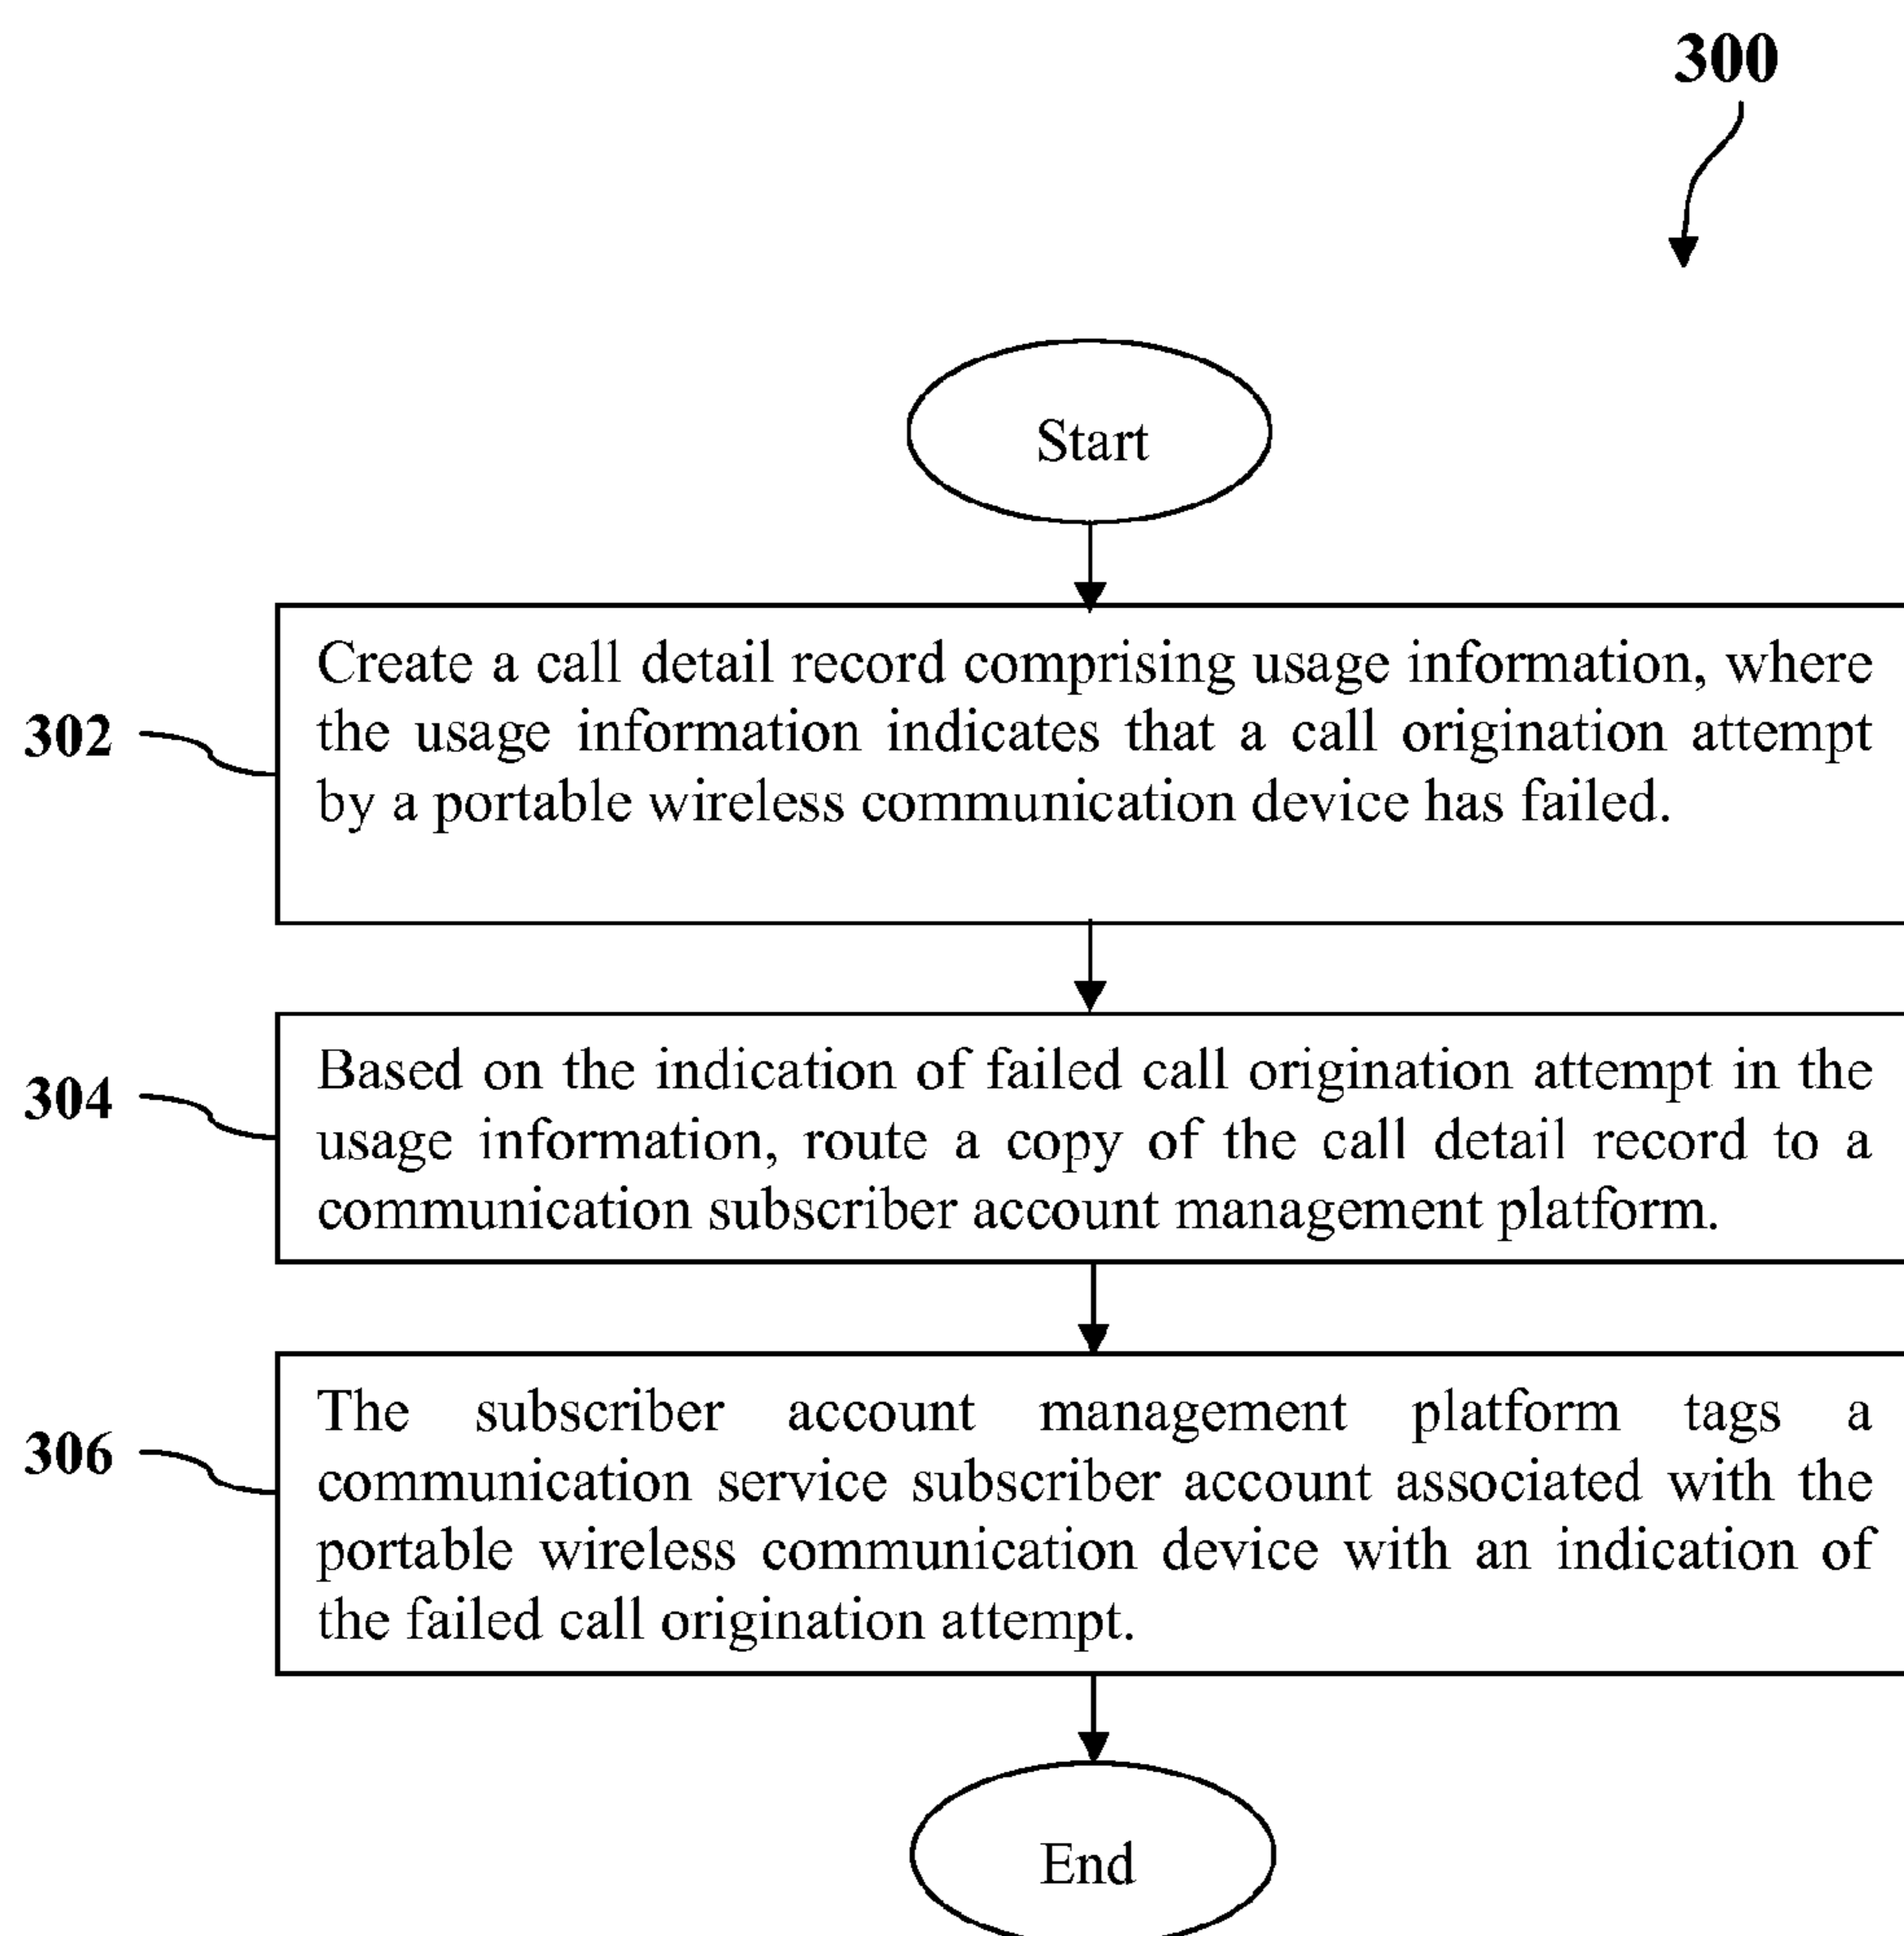 300
Start
302
Create a call detail record comprising usage information, where
the usage information indicates that a call origination attempt
by a portable wireless communication device has failed.
304
Based on the indication of failed call origination attempt in the
usage information, route a copy of the call detail record to a
communication subscriber account management platform.
306
The subscriber account management platform tags a
communication service subscriber account associated with the
portable wireless communication device with an indication of
the failed call origination attempt.
End